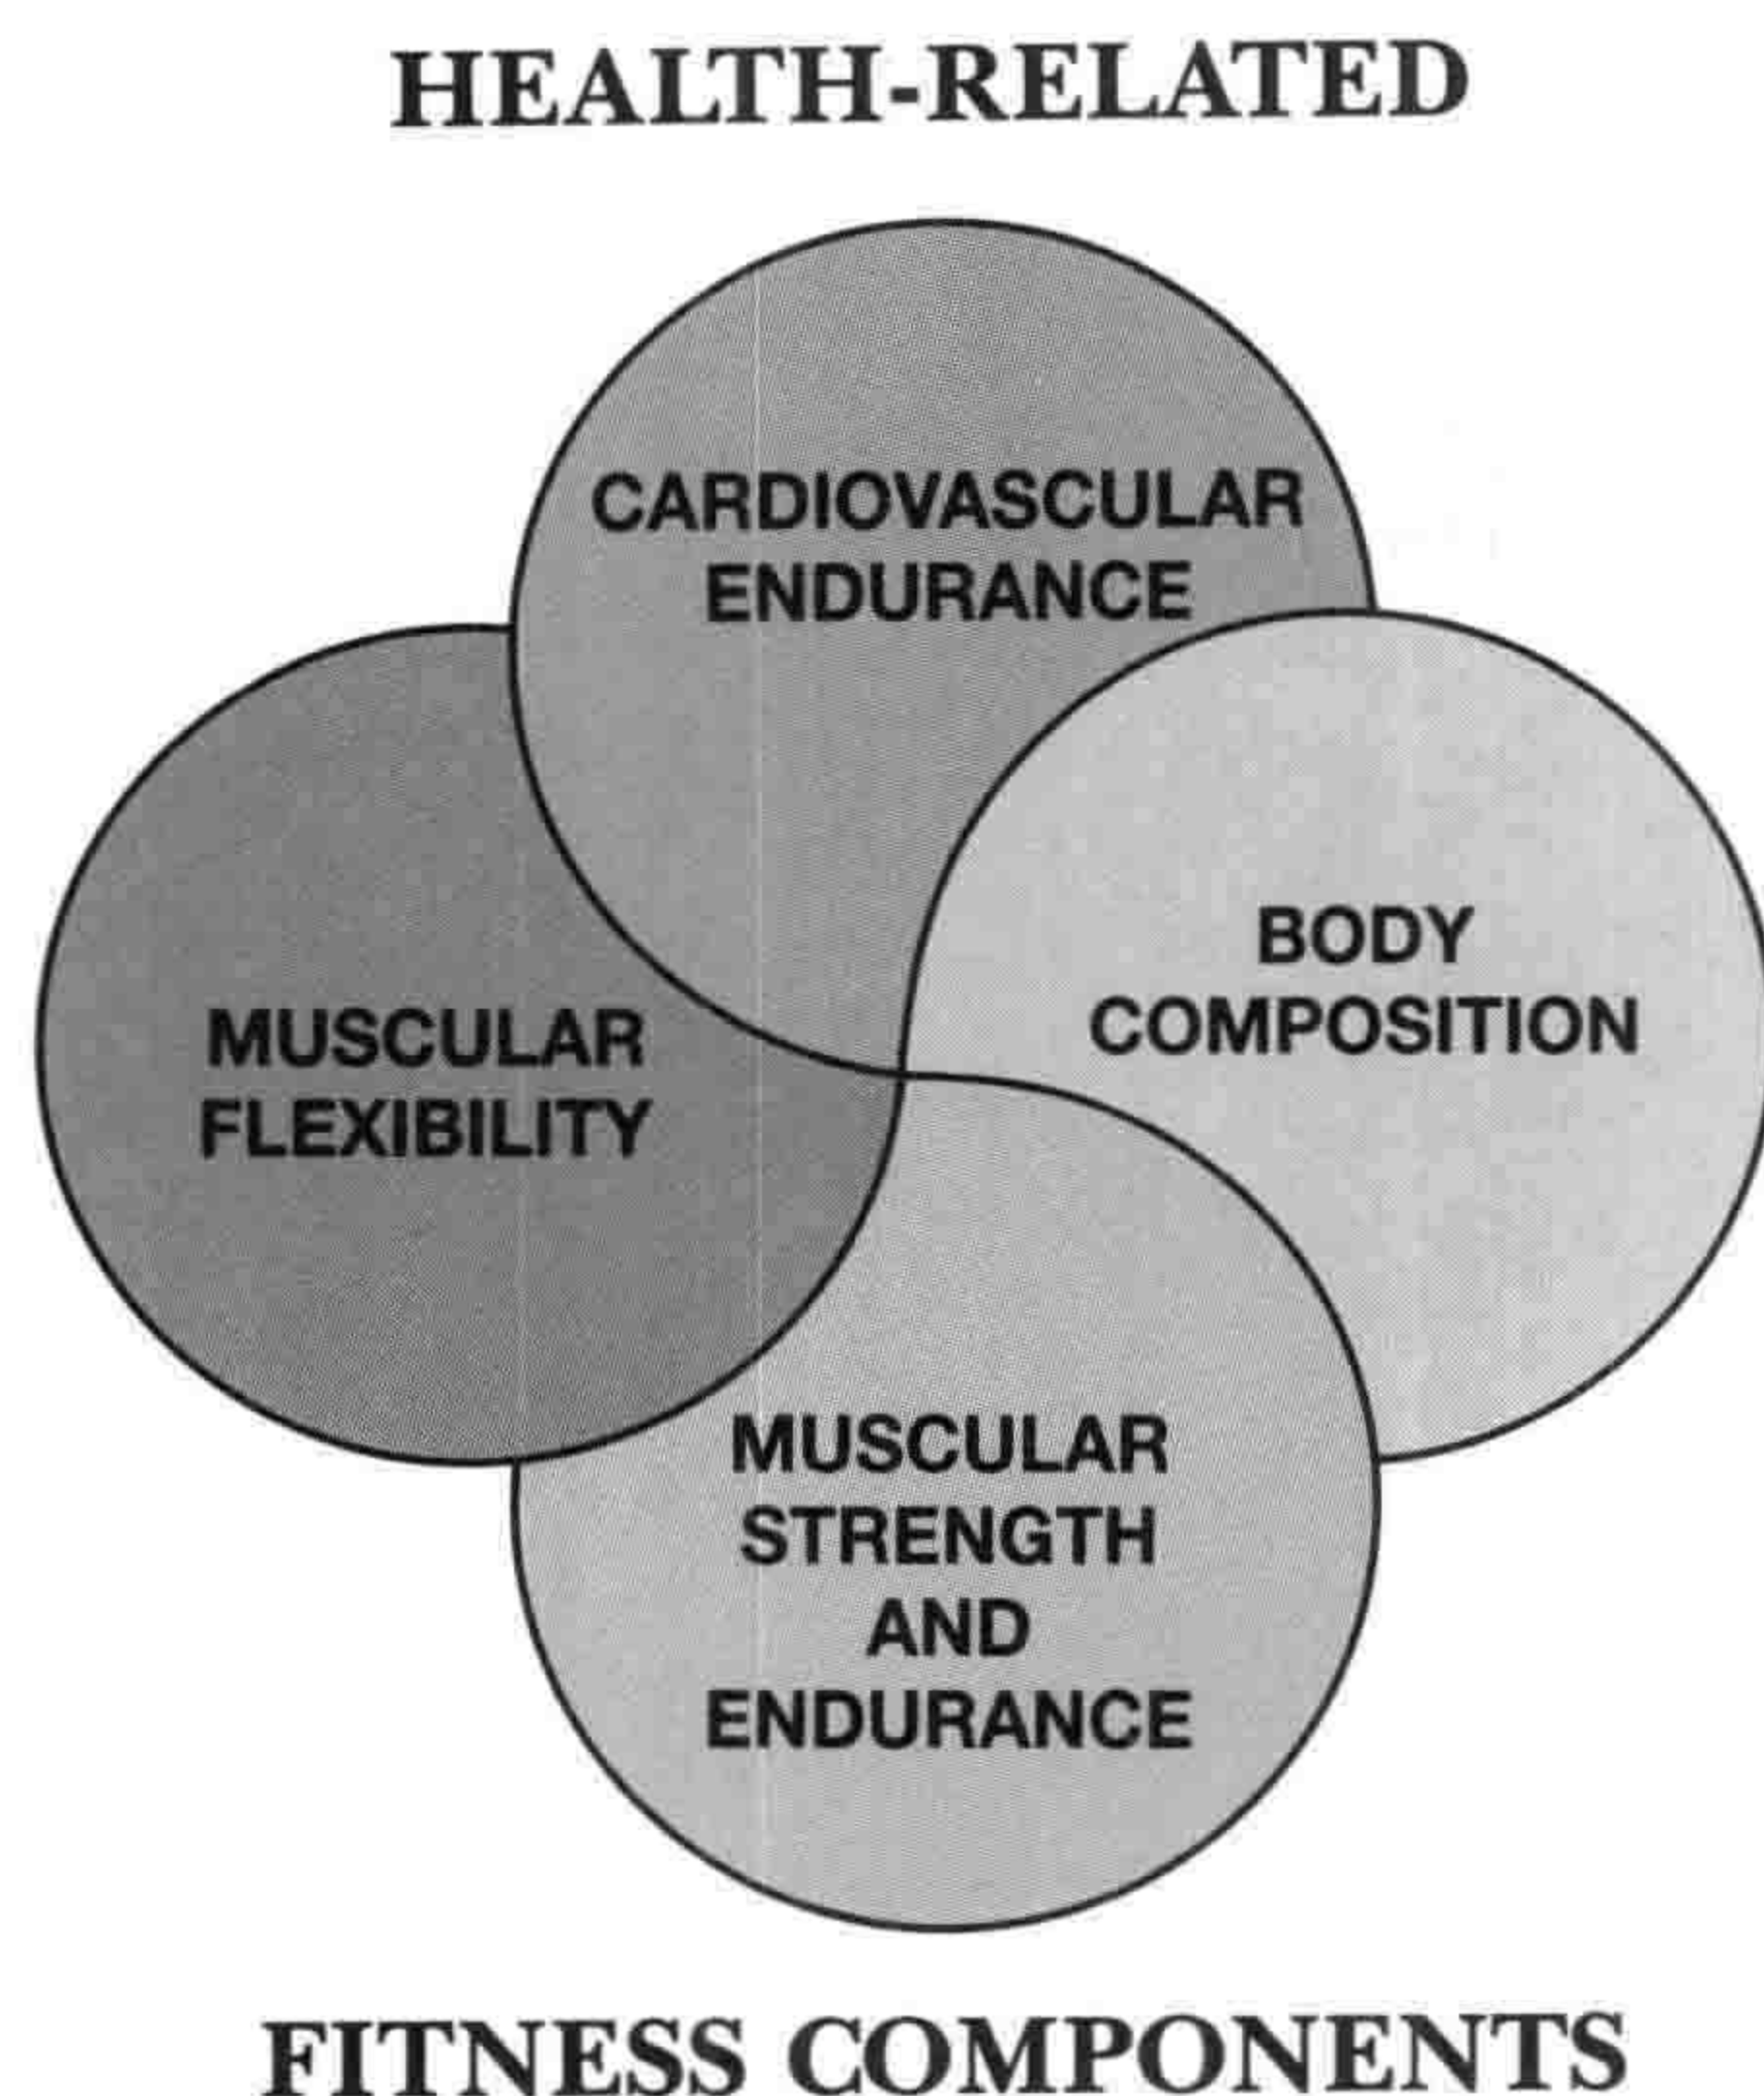 HEALTH-RELATED
CARDIOVASCULAR
ENDURANCE
BODY
COMPOSITION
MUSCULAR
FLEXIBILITY
MUSCULAR
STRENGTH
AND
ENDURANCE
FITNESS COMPONENTS